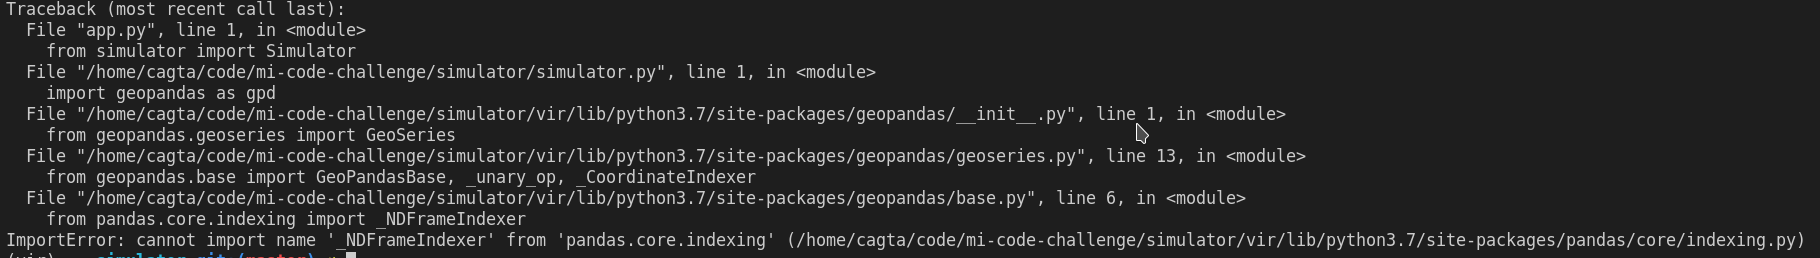 Traceback (most recent call last):
  File "app.py", line 1, in <module>
    from simulator import Simulator
  File "/home/cagta/code/mi-code-challenge/simulator/simulator.py", line 1, in <module>
    import geopandas as gpd
  File "/home/cagta/code/mi-code-challenge/simulator/vir/lib/python3.7/site-packages/geopandas/__init__.py", line 1, in <module>
    from geopandas.geoseries import GeoSeries
  File "/home/cagta/code/mi-code-challenge/simulator/vir/lib/python3.7/site-packages/geopandas/geoseries.py", line 13, in <module>
    from geopandas.base import GeoPandasBase, _unary_op, _CoordinateIndexer
  File "/home/cagta/code/mi-code-challenge/simulator/vir/lib/python3.7/site-packages/geopandas/base.py", line 6, in <module>
    from pandas.core.indexing import _NDFrameIndexer
ImportError: cannot import name '_NDFrameIndexer' from 'pandas.core.indexing' (/home/cagta/code/mi-code-challenge/simulator/vir/lib/python3.7/site-packages/pandas/core/indexing.py)
(vir) simulator git:(master)